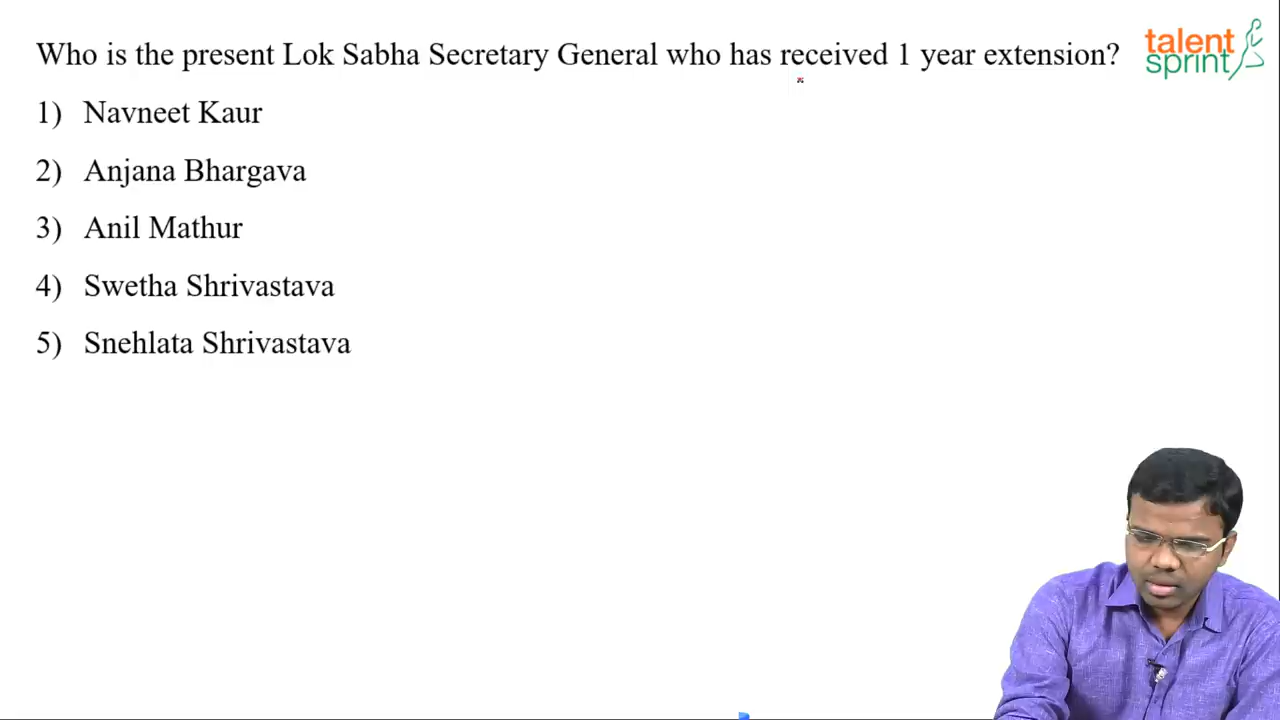 Who is the present Lok Sabha Secretary General who has received 1 year extension?
talent
sprint
1) Navneet Kaur
2) Anjana Bhargava
3) Anil Mathur
4) Swetha Shrivastava
5) Snehlata Shrivastava